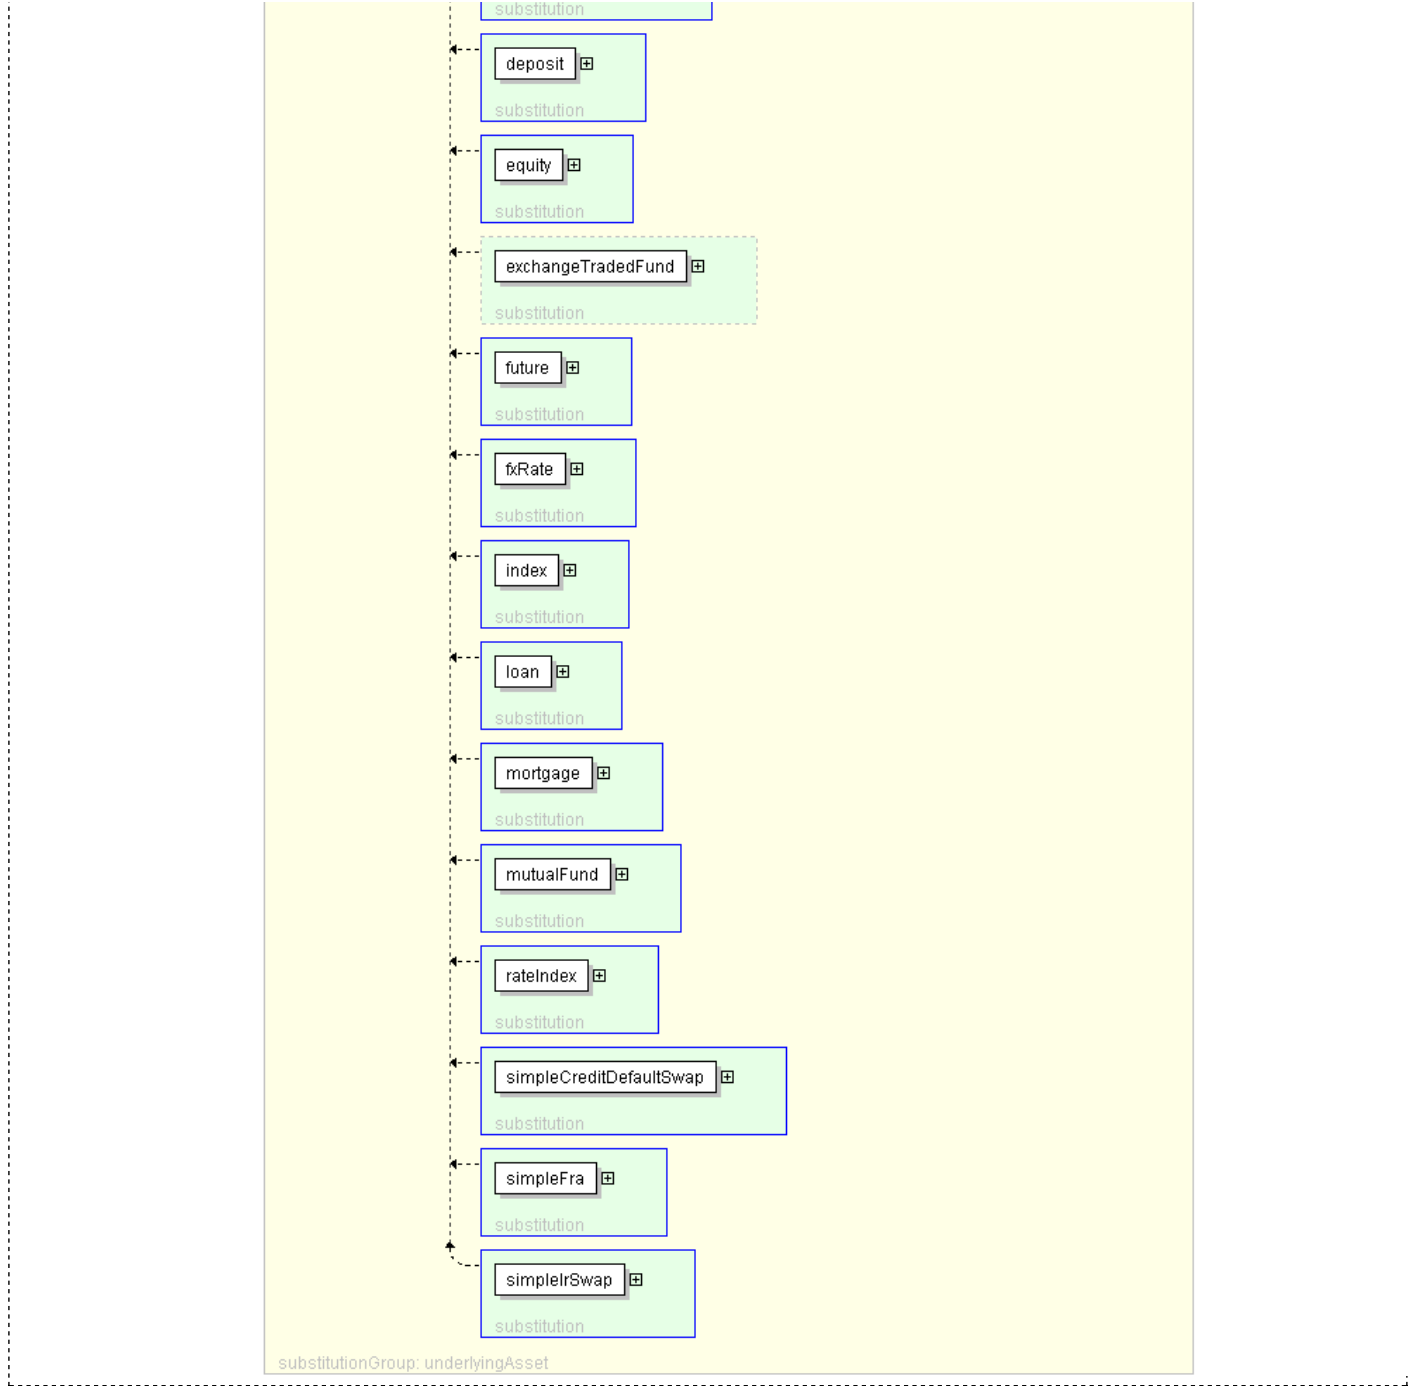 substitution
deposit
substitution
equity
substitution
exchangeTradedFund
substitution
future
substitution
fxRate
substitution
index
substitution
loan
substitution
mortgage
substitution
mutualFund
substitution
rateIndex
substitution
simpleCreditDefaultSwap
substitution
simpleFra
substitution
simpleIrSwap
substitution
substitutionGroup: underlyingAsset